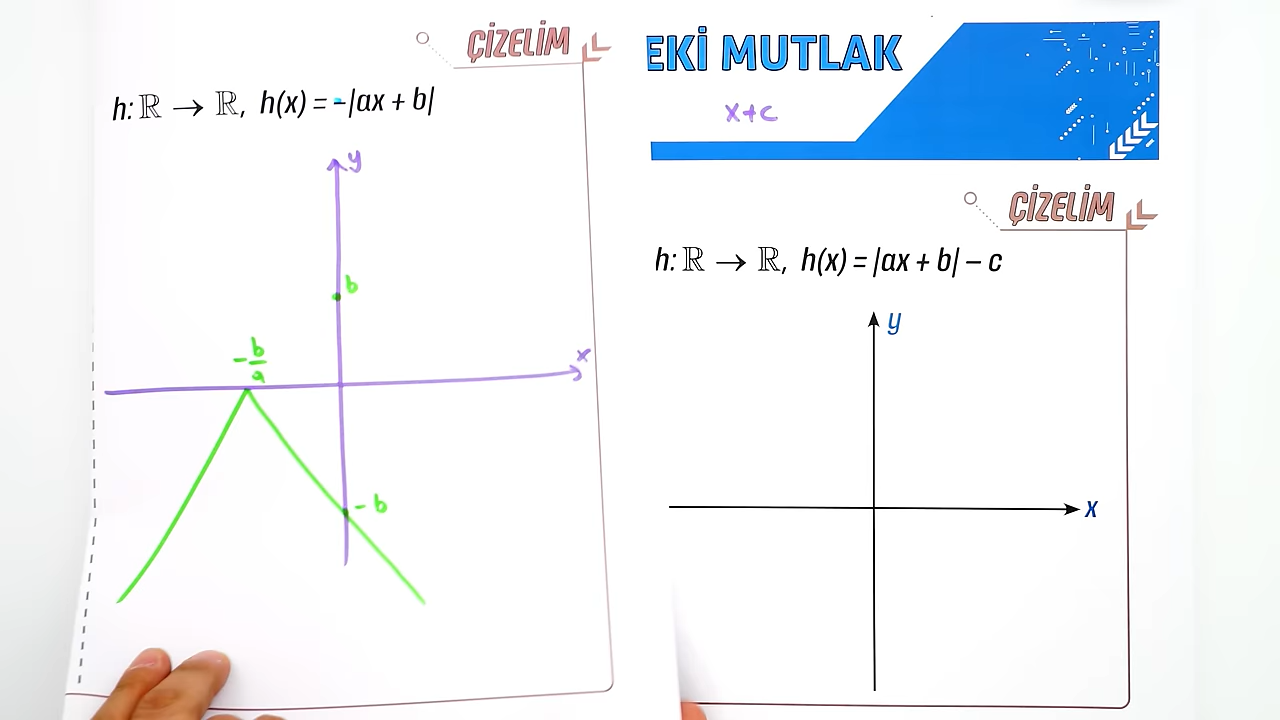 ÇİZELİM
h: ℝ → ℝ, h(x) = -|ax + b|
y
b
-b/a
x
-b
EKİ MUTLAK
x+c
ÇİZELİM
h: ℝ → ℝ, h(x) = |ax + b| – c
y
x